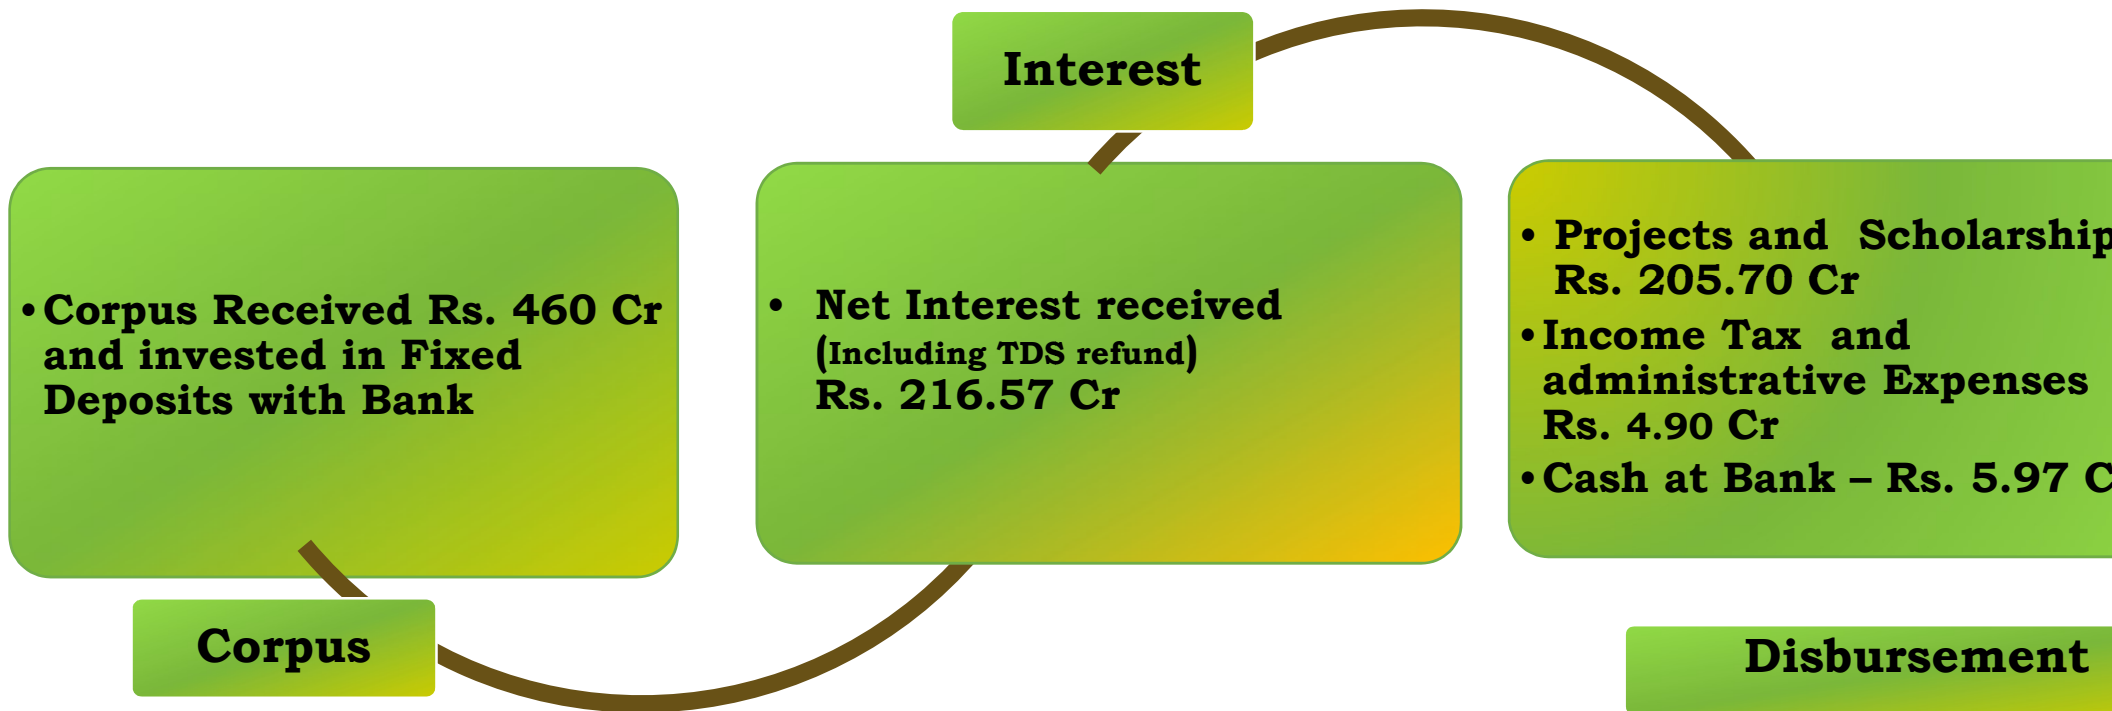 Interest
• Corpus Received Rs. 460 Cr
and invested in Fixed
Deposits with Bank
Corpus
• Net Interest received
(Including TDS refund)
Rs. 216.57 Cr
• Projects and Scholarship
Rs. 205.70 Cr
• Income Tax and
administrative Expenses
Rs. 4.90 Cr
• Cash at Bank – Rs. 5.97 C
Disbursement